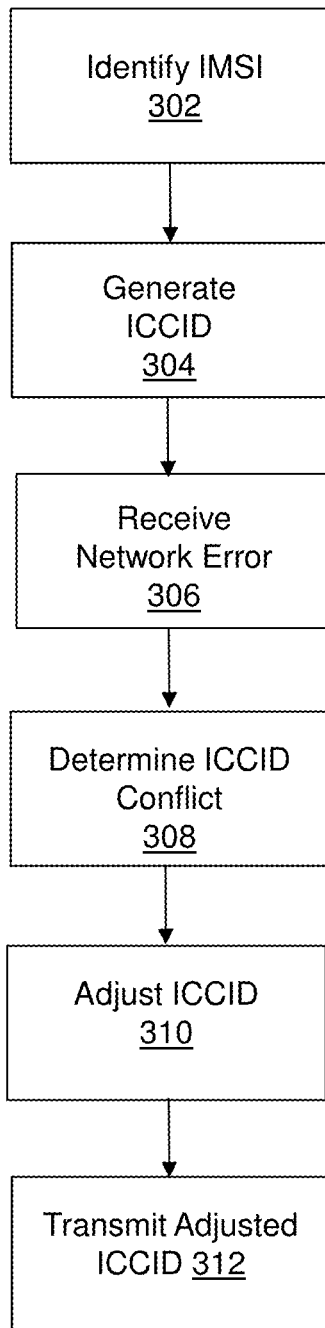 Identify IMSI
302
Generate
ICCID
304
Receive
Network Error
306
Determine ICCID
Conflict
308
Adjust ICCID
310
Transmit Adjusted
ICCID 312